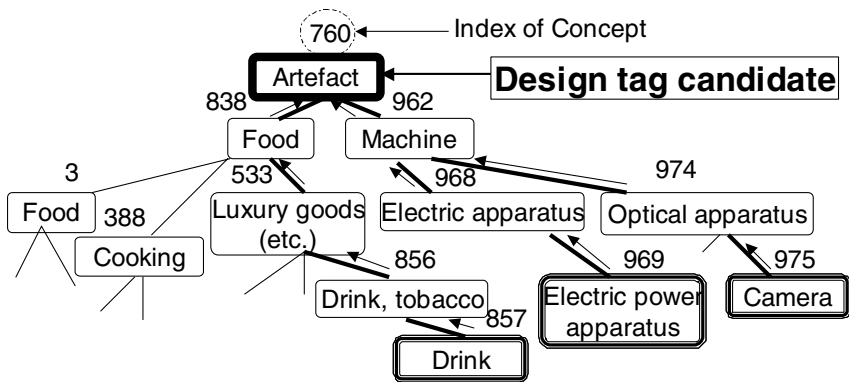 760
Index of Concept
Artefact
Design tag candidate
838
962
Food
Machine
3
533
968
974
Food
388
Luxury goods
(etc.)
Electric apparatus
Optical apparatus
Cooking
856
969
975
Drink, tobacco
Electric power
apparatus
Camera
857
Drink